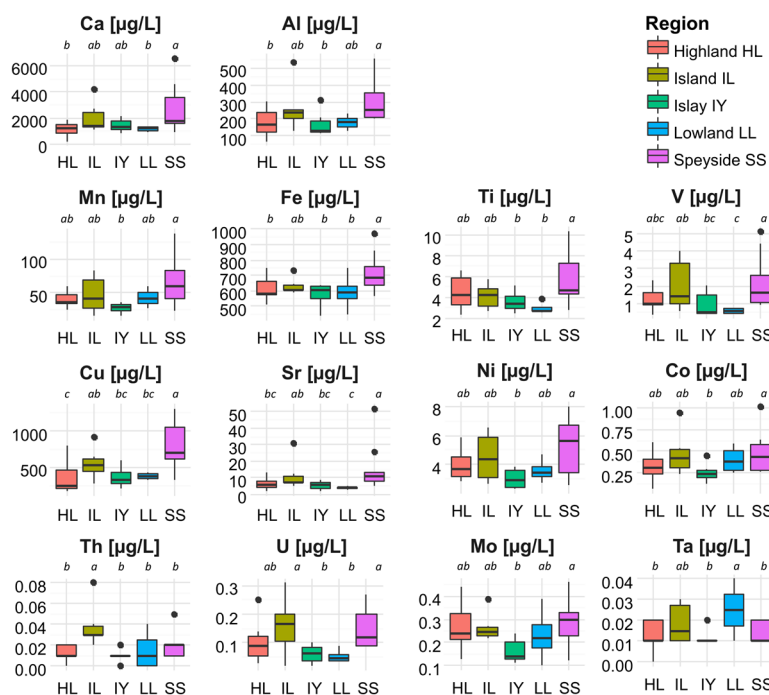 Ca [µg/L]
b ab ab b a
6000
4000
2000
0
HL IL IY LL SS
Al [µg/L]
b ab b ab a
500
400
300
200
100
HL IL IY LL SS
Region
Highland HL
Island IL
Islay IY
Lowland LL
Speyside SS
Mn [µg/L]
ab ab b ab a
100
50
HL IL IY LL SS
Fe [µg/L]
b ab b b a
1000
900
800
700
600
500
HL IL IY LL SS
Ti [µg/L]
ab ab b b a
10
8
6
4
2
HL IL IY LL SS
V [µg/L]
abc ab bc c a
5
4
3
2
1
HL IL IY LL SS
Cu [µg/L]
c ab bc bc a
1000
500
HL IL IY LL SS
Sr [µg/L]
bc ab bc c a
50
40
30
20
10
0
HL IL IY LL SS
Ni [µg/L]
ab ab b ab a
8
6
4
HL IL IY LL SS
Co [µg/L]
ab ab b ab a
1.00
0.75
0.50
0.25
HL IL IY LL SS
Th [µg/L]
b a b b b
0.08
0.06
0.04
0.02
0.00
HL IL IY LL SS
U [µg/L]
ab a b b a
0.3
0.2
0.1
HL IL IY LL SS
Mo [µg/L]
a ab b ab a
0.4
0.3
0.2
0.1
HL IL IY LL SS
Ta [µg/L]
b ab b a b
0.04
0.03
0.02
0.01
0.00
HL IL IY LL SS